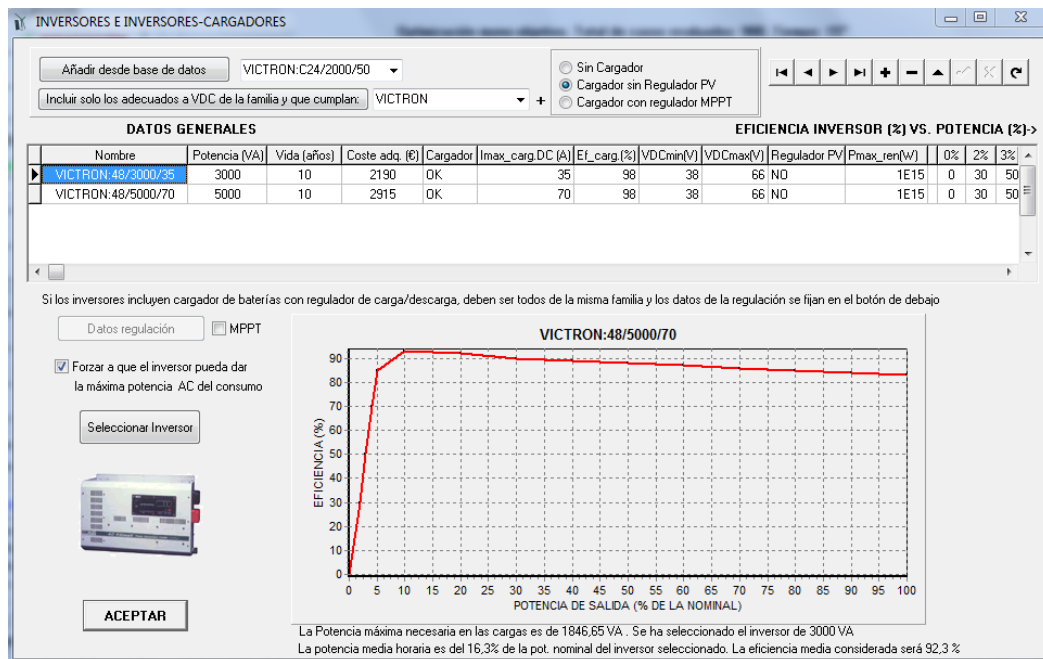 INVERSORES E INVERSORES-CARGADORES
Añadir desde base de datos VICTRON:C24/2000/50
Incluir solo los adecuados a VDC de la familia y que cumplan: VICTRON +
Sin Cargador
Cargador sin Regulador PV
Cargador con regulador MPPT
DATOS GENERALES EFICIENCIA INVERSOR (%) VS. POTENCIA (%)->
Nombre Potencia (VA) Vida (años) Coste adq. (€) Cargador Imax_carg.DC (A) Ef_carg.(%) VDCmin(V) VDCmax(V) Regulador PV Pmax_ren(W) 0% 2% 3%
VICTRON:48/3000/35 3000 10 2190 OK 35 98 38 66 NO 1E15 0 30 50
VICTRON:48/5000/70 5000 10 2915 OK 70 98 38 66 NO 1E15 0 30 50
Si los inversores incluyen cargador de baterías con regulador de carga/descarga, deben ser todos de la misma familia y los datos de la regulación se fijan en el botón de debajo
Datos regulación MPPT
Forzar a que el inversor pueda dar
la máxima potencia AC del consumo
Seleccionar Inversor
ACEPTAR
VICTRON:48/5000/70
EFICIENCIA (%)
90
80
70
60
50
40
30
20
10
0
0 5 10 15 20 25 30 35 40 45 50 55 60 65 70 75 80 85 90 95 100
POTENCIA DE SALIDA (% DE LA NOMINAL)
La Potencia máxima necesaria en las cargas es de 1846,65 VA . Se ha seleccionado el inversor de 3000 VA
La potencia media horaria es del 16,3% de la pot. nominal del inversor seleccionado. La eficiencia media considerada será 92,3 %